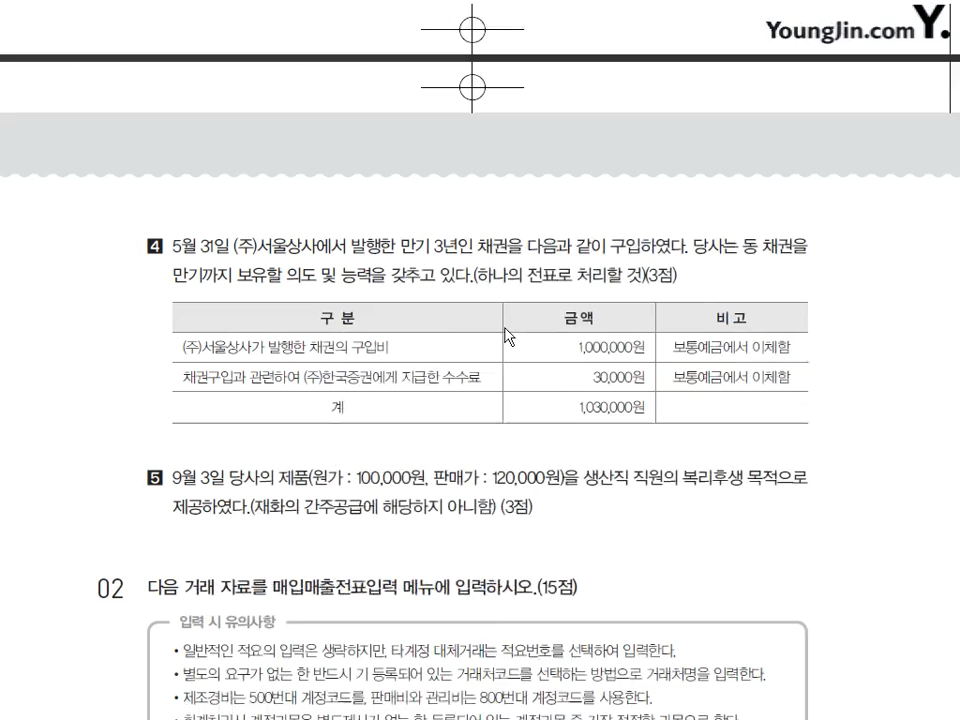 YoungJin.com Y.
4 5월 31일 (주)서울상사에서 발행한 만기 3년인 채권을 다음과 같이 구입하였다. 당사는 동 채권을
만기까지 보유할 의도 및 능력을 갖추고 있다.(하나의 전표로 처리할 것)(3점)
구 분 금액 비고
(주)서울상사가 발행한 채권의 구입비 1,000,000원 보통예금에서 이체함
채권구입과 관련하여 (주)한국증권에게 지급한 수수료 30,000원 보통예금에서 이체함
계 1,030,000원
5 9월 3일 당사의 제품(원가 : 100,000원, 판매가 : 120,000원)을 생산직 직원의 복리후생 목적으로
제공하였다.(재화의 간주공급에 해당하지 아니함) (3점)
02 다음 거래 자료를 매입매출전표입력 메뉴에 입력하시오.(15점)
입력 시 유의사항
• 일반적인 적요의 입력은 생략하지만, 타계정 대체거래는 적요번호를 선택하여 입력한다.
• 별도의 요구가 없는 한 반드시 기 등록되어 있는 거래처코드를 선택하는 방법으로 거래처명을 입력한다.
• 제조경비는 500번대 계정코드를, 판매비와 관리비는 800번대 계정코드를 사용한다.